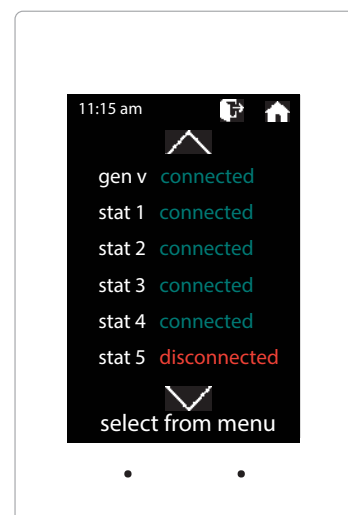 11:15 am
gen v connected
stat 1 connected
stat 2 connected
stat 3 connected
stat 4 connected
stat 5 disconnected
select from menu